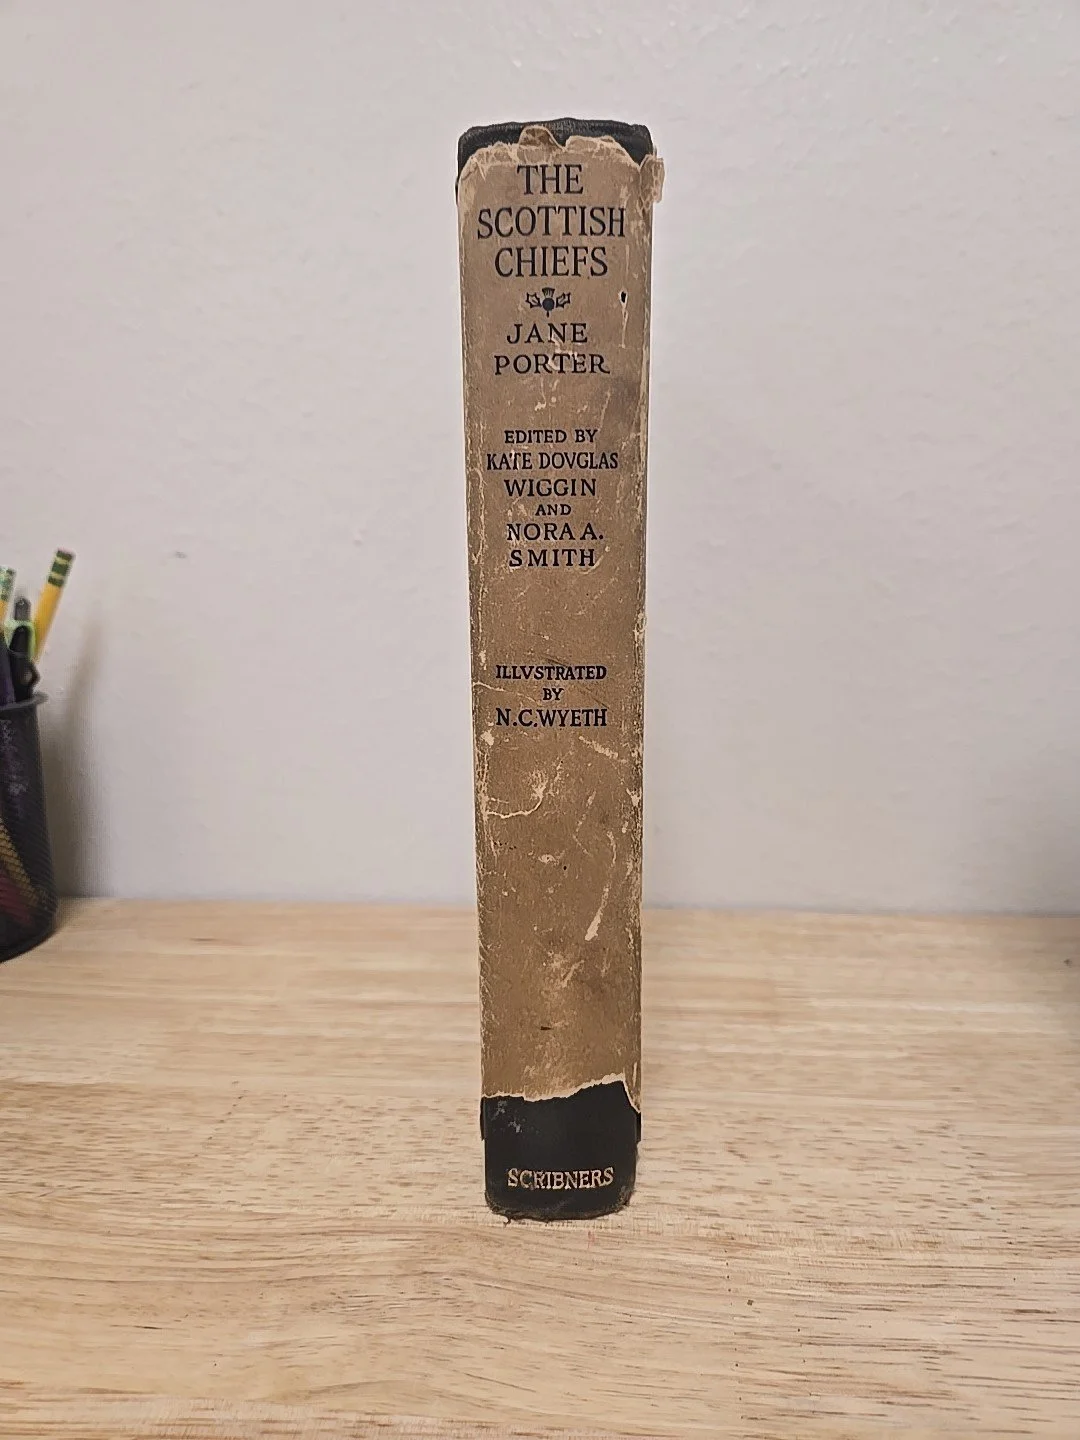 THE
SCOTTISH
CHIEFS
JANE
PORTER
EDITED BY
KATE DOVGLAS
WIGGIN
AND
NORA A.
SMITH
ILLVSTRATED
BY
N.C.WYETH
SCRIBNERS